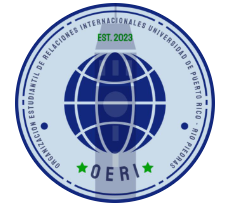 ORGANIZACIÓN ESTUDIANTIL DE RELACIONES INTERNACIONALES UNIVERSIDAD DE PUERTO RICO - RÍO PIEDRAS
EST. 2023
OERI